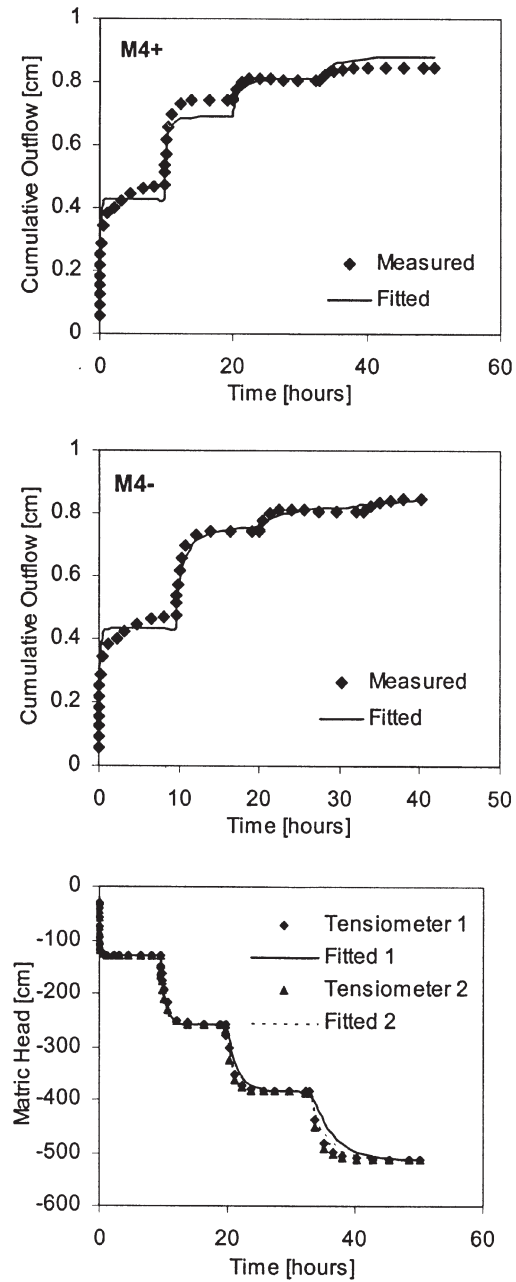 M4+
Cumulative Outflow [cm]
1
0.8
0.6
0.4
0.2
0
0
20
40
60
Measured
Fitted
Time [hours]
M4-
Cumulative Outflow [cm]
1
0.8
0.6
0.4
0.2
0
0
10
20
30
40
50
Measured
Fitted
Time [hours]
Matric Head [cm]
0
-100
-200
-300
-400
-500
-600
Tensiometer 1
Fitted 1
Tensiometer 2
Fitted 2
0
20
40
60
Time [hours]